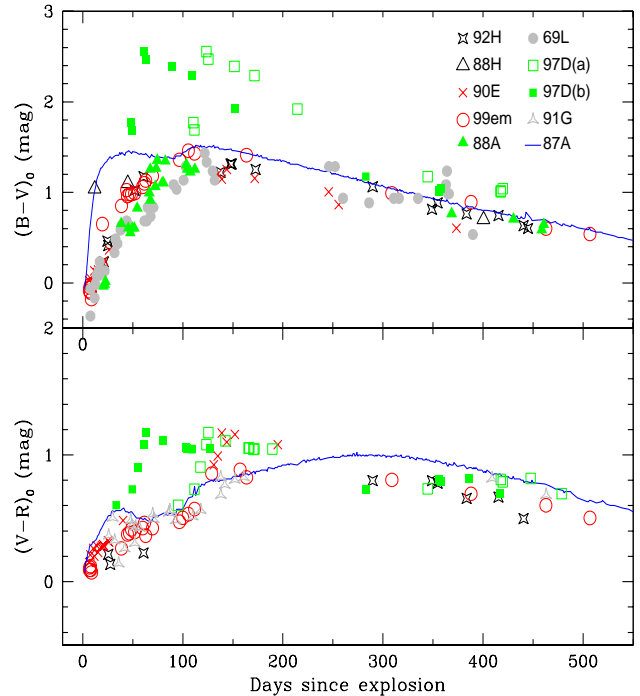 3
2
1
0
2
(B−V)₀ (mag)
92H
69L
88H
97D(a)
90E
97D(b)
99em
91G
88A
87A
0
1
0
(V−R)₀ (mag)
0
100
200
300
400
500
Days since explosion